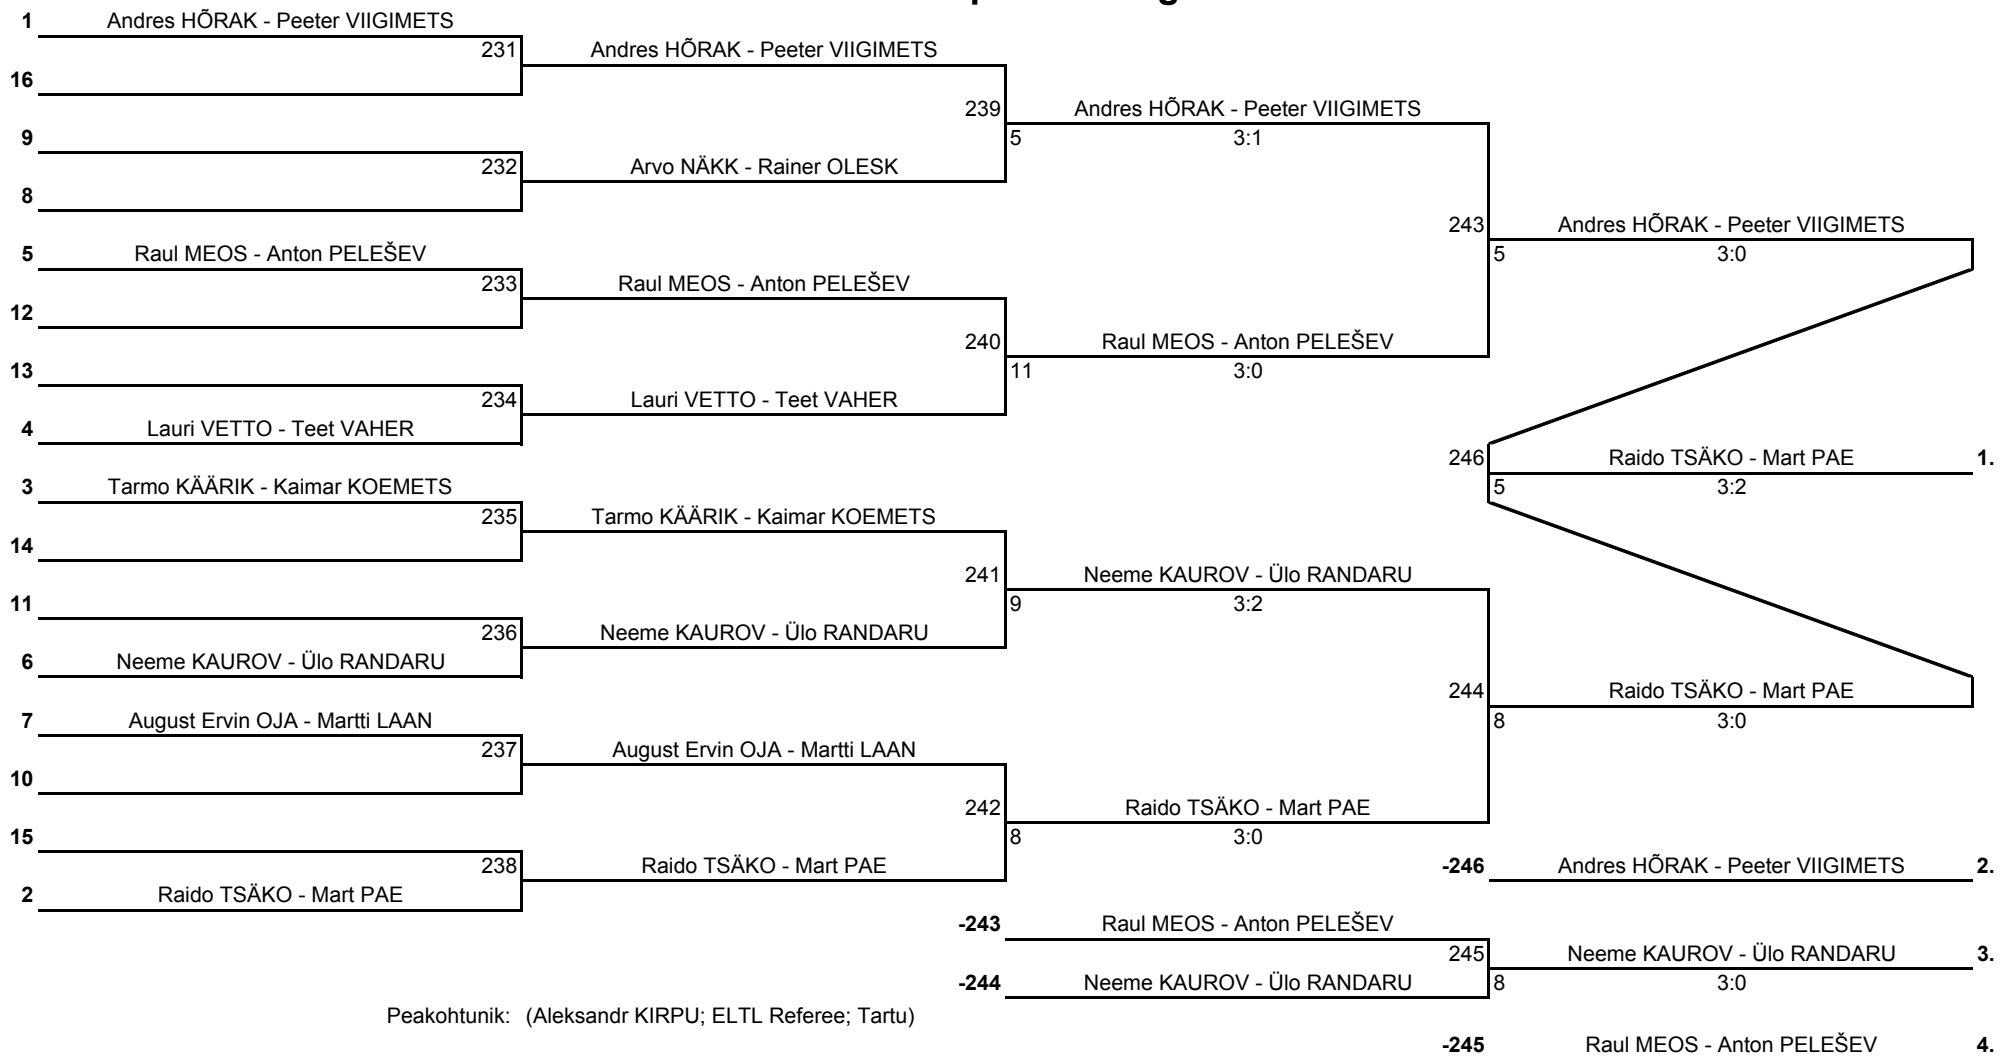 1 Andres HÕRAK - Peeter VIIGIMETS
231 Andres HÕRAK - Peeter VIIGIMETS
16
239 Andres HÕRAK - Peeter VIIGIMETS
9 5 3:1
232 Arvo NÄKK - Rainer OLESK
8
243 Andres HÕRAK - Peeter VIIGIMETS
5 Raul MEOS - Anton PELEŠEV 5 3:0
233 Raul MEOS - Anton PELEŠEV
12
240 Raul MEOS - Anton PELEŠEV
13 11 3:0
234 Lauri VETTO - Teet VAHER
4 Lauri VETTO - Teet VAHER
246 Raido TSÄKO - Mart PAE 1.
3 Tarmo KÄÄRIK - Kaimar KOEMETS 5 3:2
235 Tarmo KÄÄRIK - Kaimar KOEMETS
14
241 Neeme KAUROV - Ülo RANDARU
11 9 3:2
236 Neeme KAUROV - Ülo RANDARU
6 Neeme KAUROV - Ülo RANDARU
244 Raido TSÄKO - Mart PAE
7 August Ervin OJA - Martti LAAN 8 3:0
237 August Ervin OJA - Martti LAAN
10
242 Raido TSÄKO - Mart PAE
15 8 3:0
238 Raido TSÄKO - Mart PAE -246 Andres HÕRAK - Peeter VIIGIMETS 2.
2 Raido TSÄKO - Mart PAE
-243 Raul MEOS - Anton PELEŠEV
245 Neeme KAUROV - Ülo RANDARU 3.
-244 Neeme KAUROV - Ülo RANDARU 8 3:0
Peakohtunik: (Aleksandr KIRPU; ELTL Referee; Tartu)
-245 Raul MEOS - Anton PELEŠEV 4.